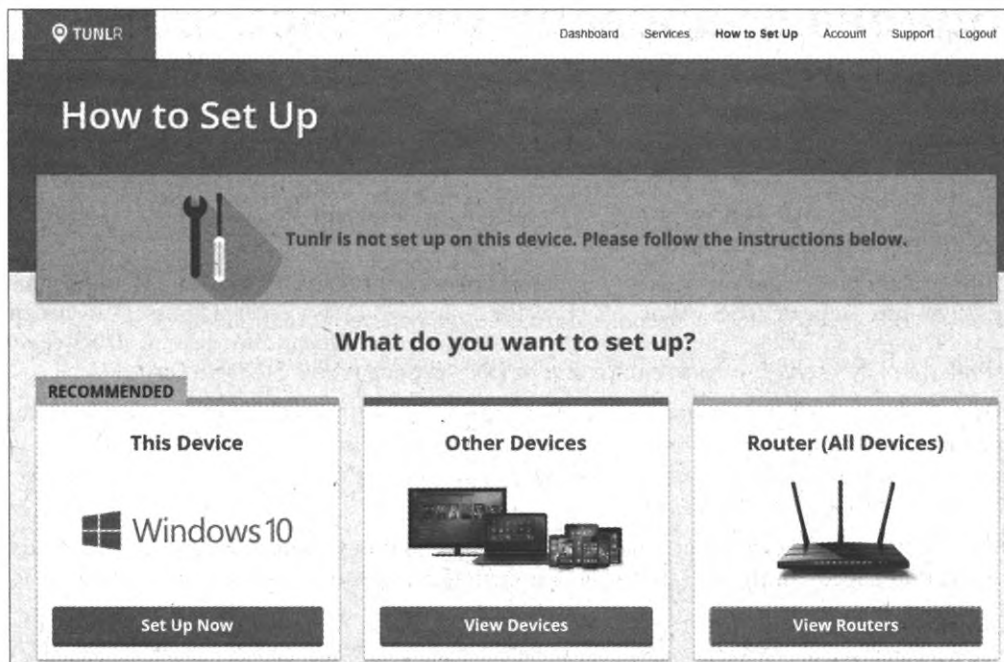 TUNLR
Dashboard Services How to Set Up Account Support Logout
How to Set Up
Tunlr is not set up on this device. Please follow the instructions below.
What do you want to set up?
RECOMMENDED
This Device
Other Devices
Router (All Devices)
Windows 10
Set Up Now
View Devices
View Routers